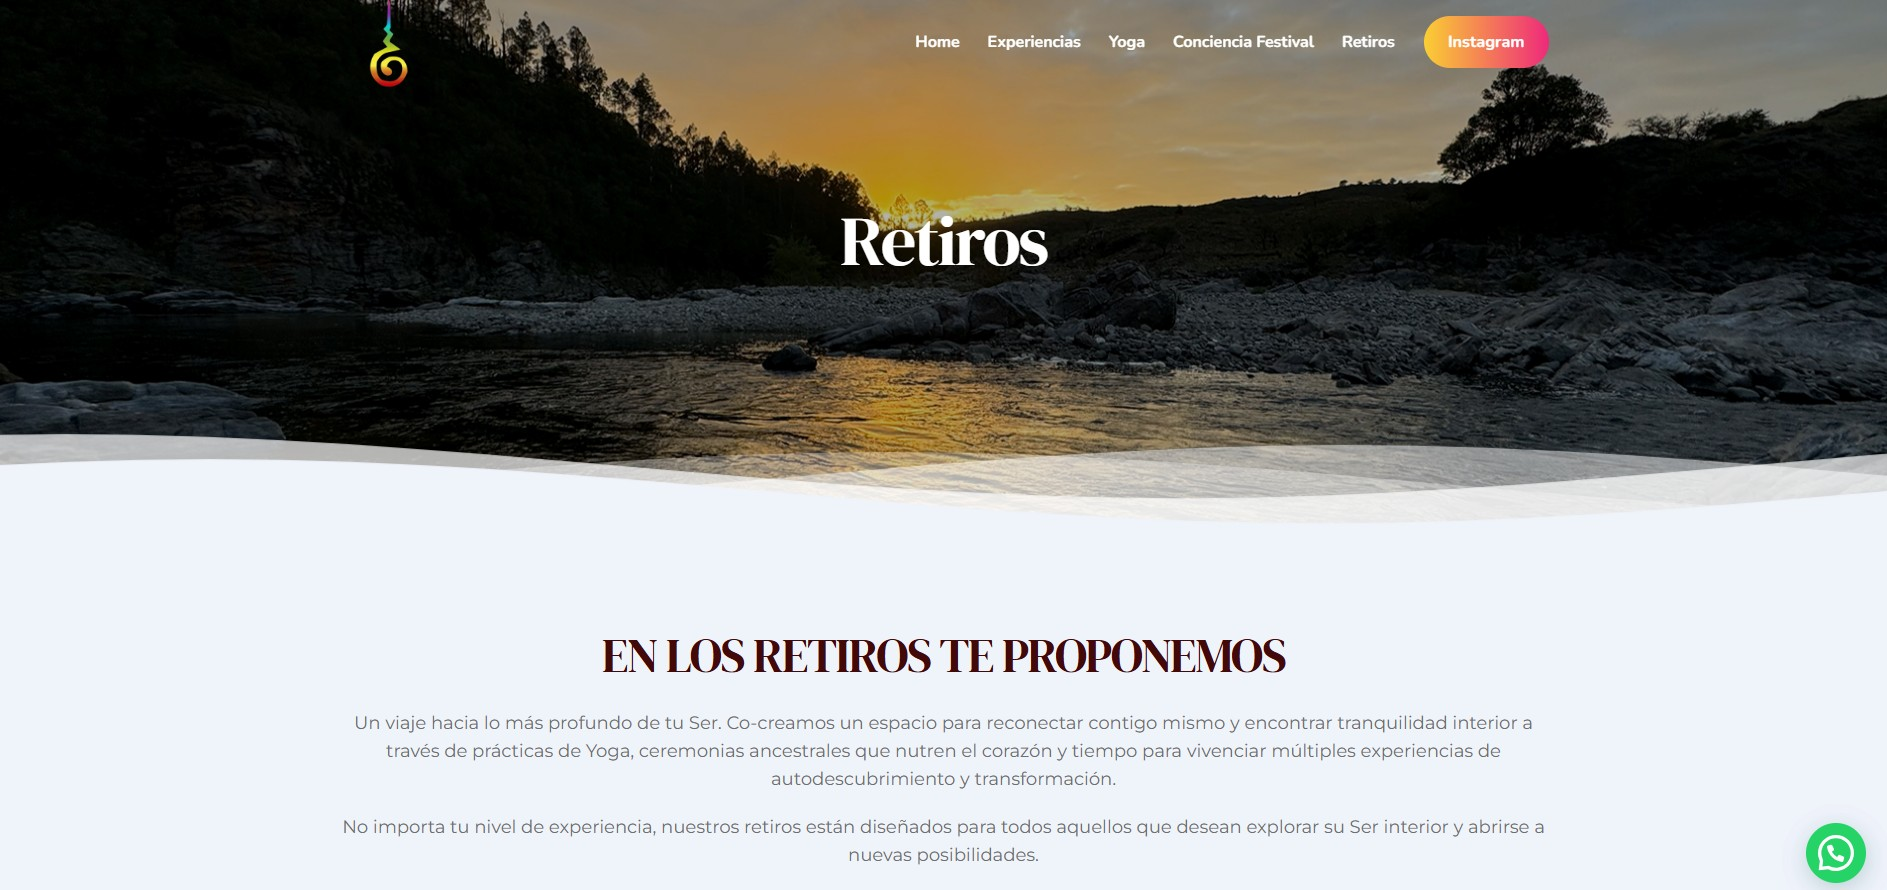 Home Experiencias Yoga Conciencia Festival Retiros Instagram
Retiros
EN LOS RETIROS TE PROPONEMOS
Un viaje hacia lo más profundo de tu Ser. Co-creamos un espacio para reconectar contigo mismo y encontrar tranquilidad interior a
través de prácticas de Yoga, ceremonias ancestrales que nutren el corazón y tiempo para vivenciar múltiples experiencias de
autodescubrimiento y transformación.
No importa tu nivel de experiencia, nuestros retiros están diseñados para todos aquellos que desean explorar su Ser interior y abrirse a
nuevas posibilidades.